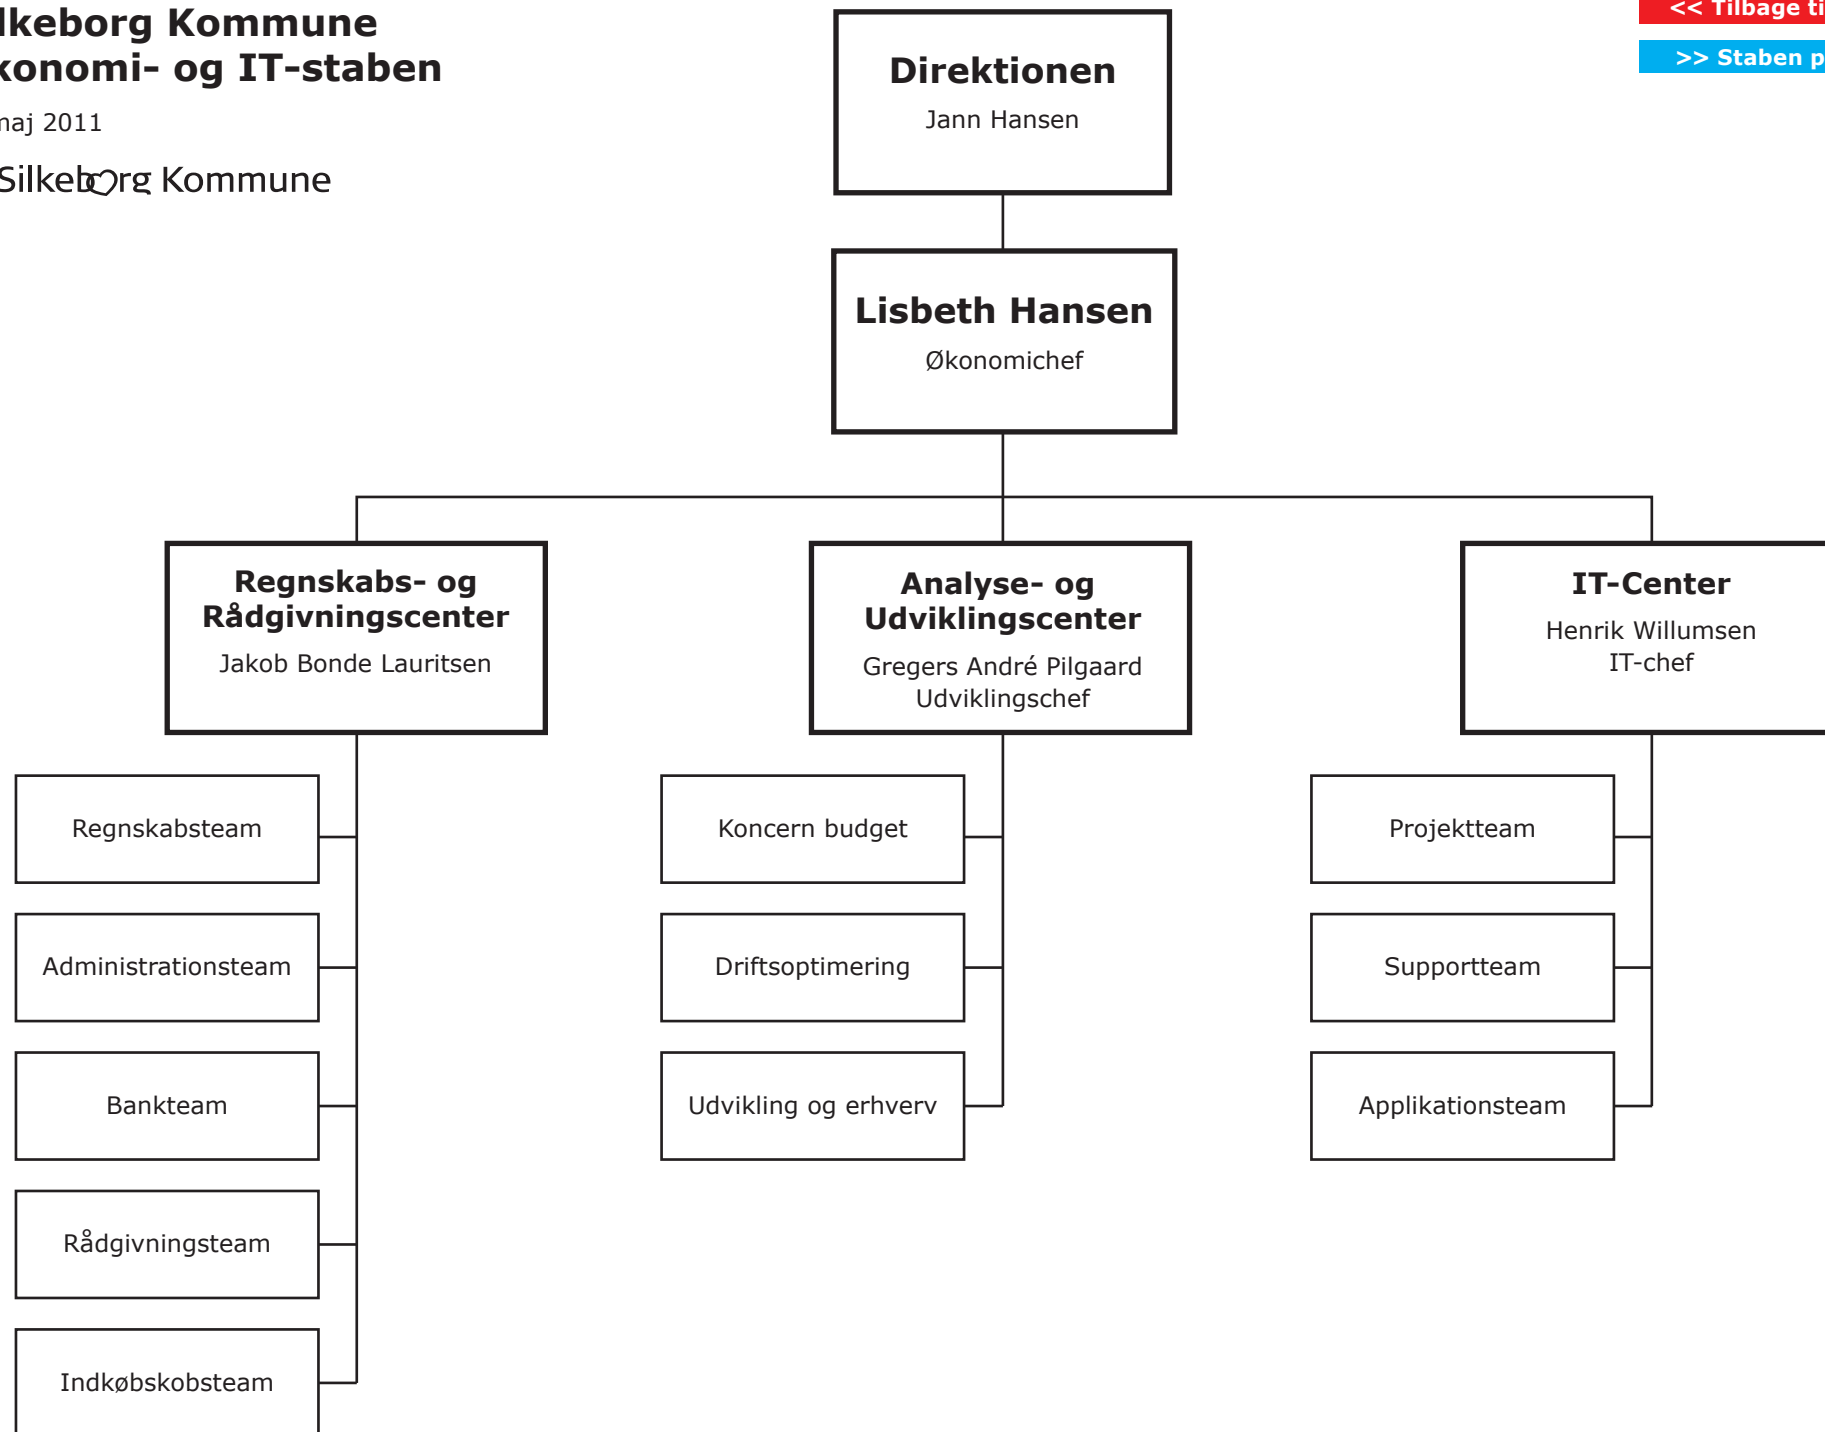 lkeborg Kommune
konomi- og IT-staben
maj 2011
Silkeborg Kommune
<< Tilbage ti
>> Staben p
Direktionen
Jann Hansen
Lisbeth Hansen
Økonomichef
Regnskabs- og
Rådgivningscenter
Jakob Bonde Lauritsen
Analyse- og
Udviklingscenter
Gregers André Pilgaard
Udviklingschef
IT-Center
Henrik Willumsen
IT-chef
Regnskabsteam
Administrationsteam
Bankteam
Rådgivningsteam
Indkøbskobsteam
Koncern budget
Driftsoptimering
Udvikling og erhverv
Projektteam
Supportteam
Applikationsteam